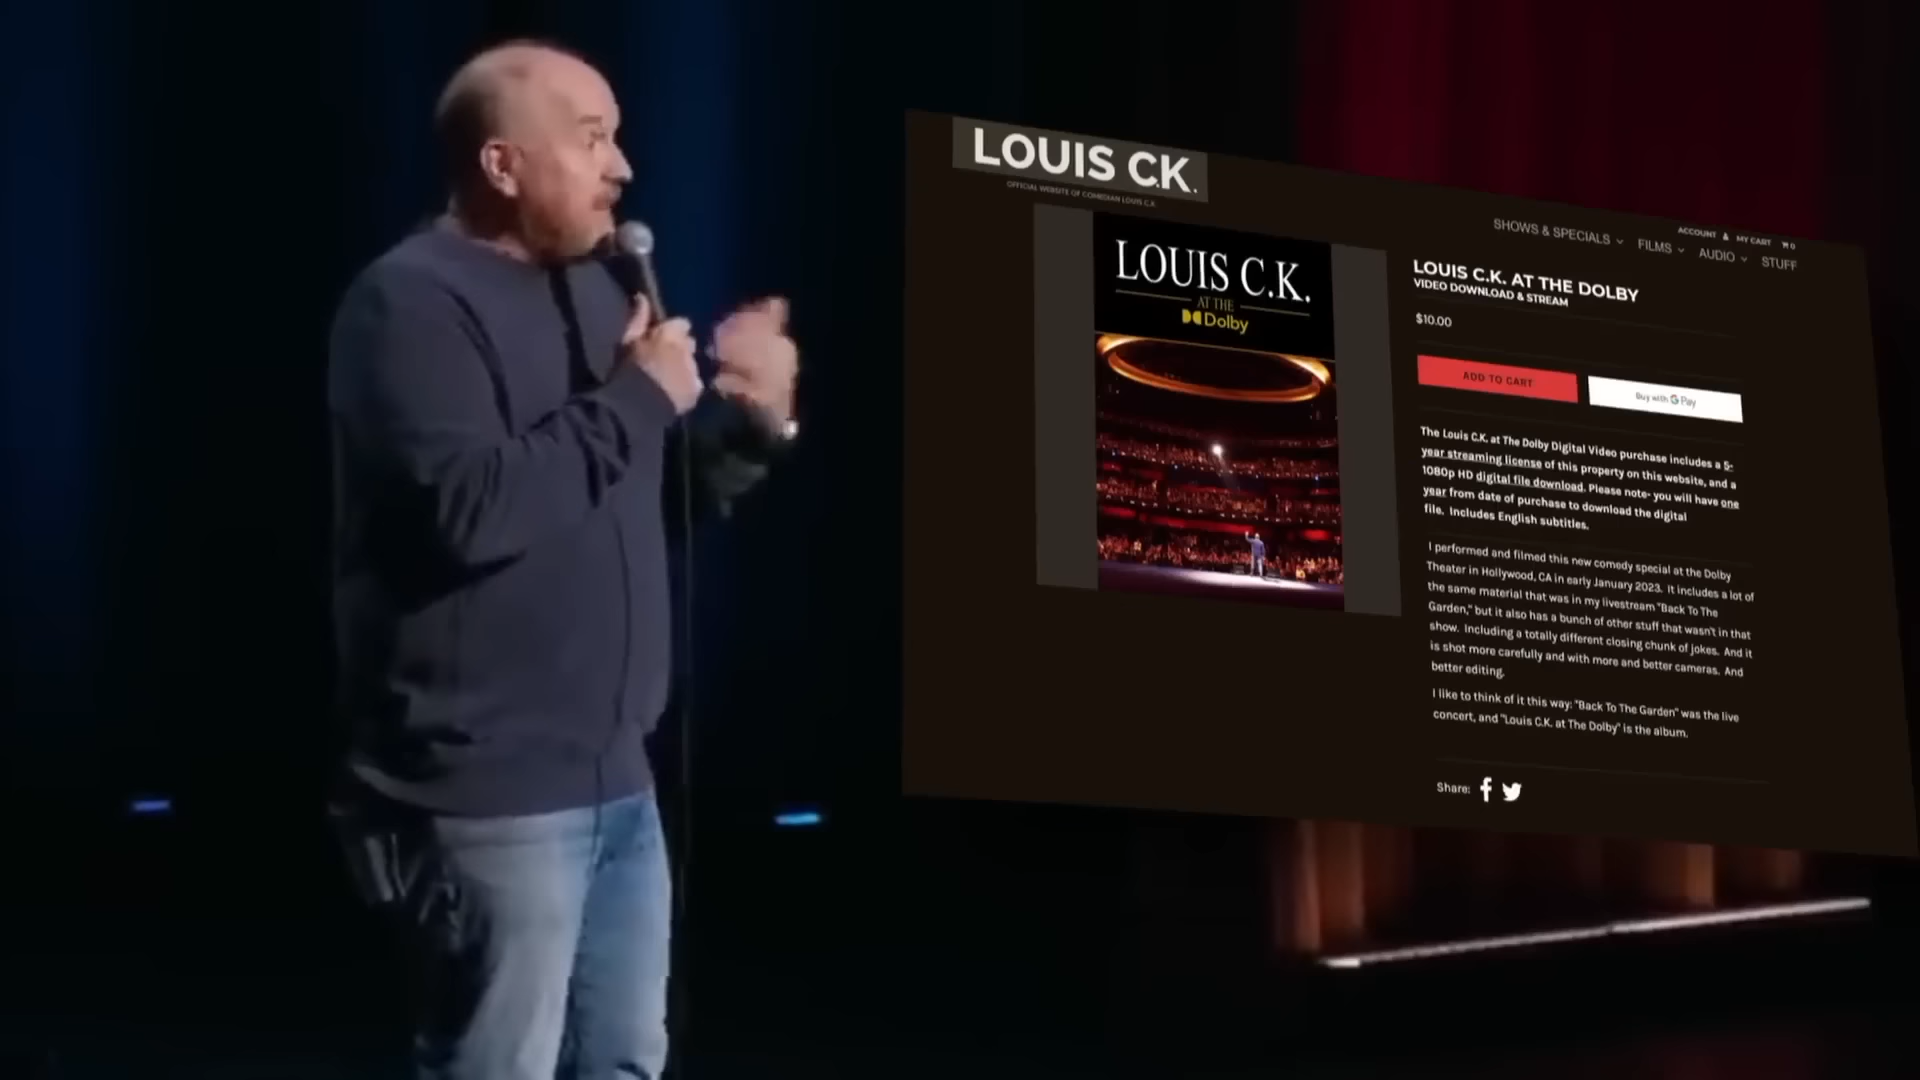 LOUIS C.K.
OFFICIAL WEBSITE OF COMEDIAN LOUIS C.K.
ACCOUNT MY CART 0
SHOWS & SPECIALS FILMS AUDIO STUFF
LOUIS C.K.
AT THE
Dolby
LOUIS C.K. AT THE DOLBY
VIDEO DOWNLOAD & STREAM
$10.00
ADD TO CART
Buy with G Pay
The Louis C.K. at The Dolby Digital Video purchase includes a 5-
year streaming license of this property on this website, and a
1080p HD digital file download. Please note- you will have one
year from date of purchase to download the digital
file. Includes English subtitles.
I performed and filmed this new comedy special at the Dolby
Theater in Hollywood, CA in early January 2023. It includes a lot of
the same material that was in my livestream "Back To The
Garden," but it also has a bunch of other stuff that wasn't in that
show. Including a totally different closing chunk of jokes. And it
is shot more carefully and with more and better cameras. And
better editing.
I like to think of it this way: "Back To The Garden" was the live
concert, and "Louis C.K. at The Dolby" is the album.
Share: